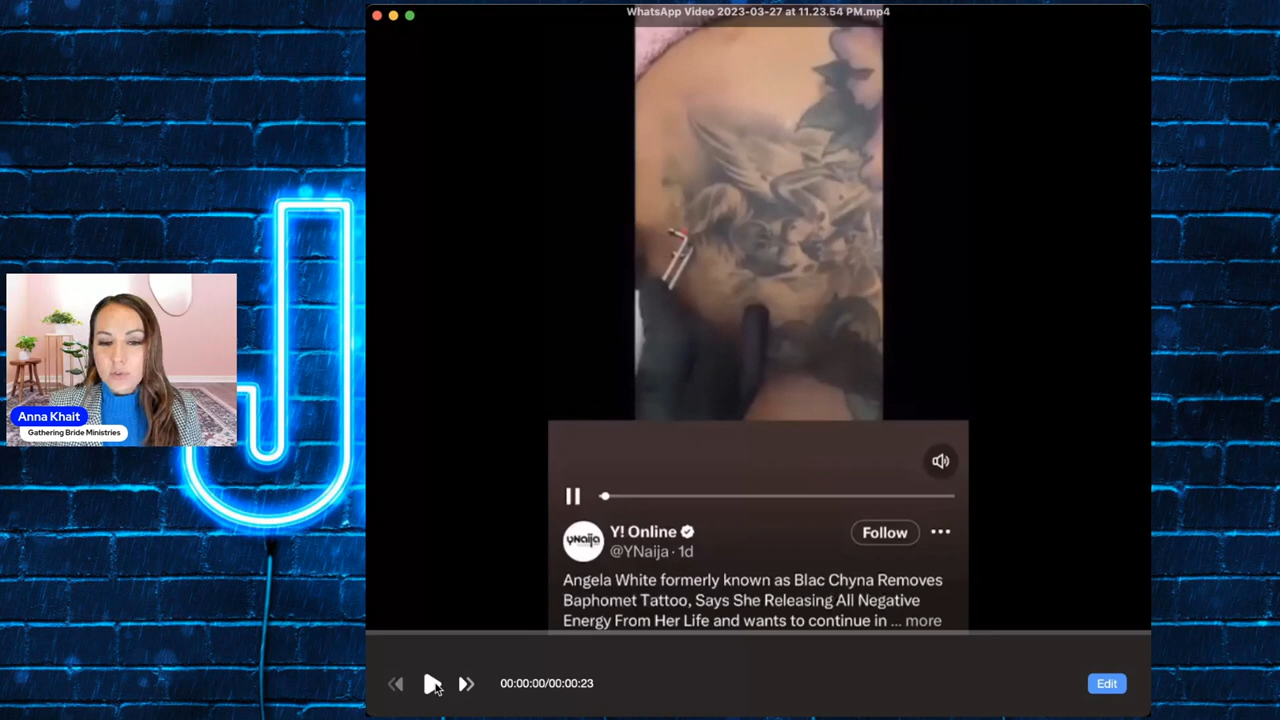 WhatsApp Video 2023-03-27 at 11.23.54 PM.mp4
Anna Khait
Gathering Bride Ministries
Y! Online
Follow
yNaija
@YNaija · 1d
Angela White formerly known as Blac Chyna Removes
Baphomet Tattoo, Says She Releasing All Negative
Energy From Her Life and wants to continue in ... more
00:00:00/00:00:23
Edit